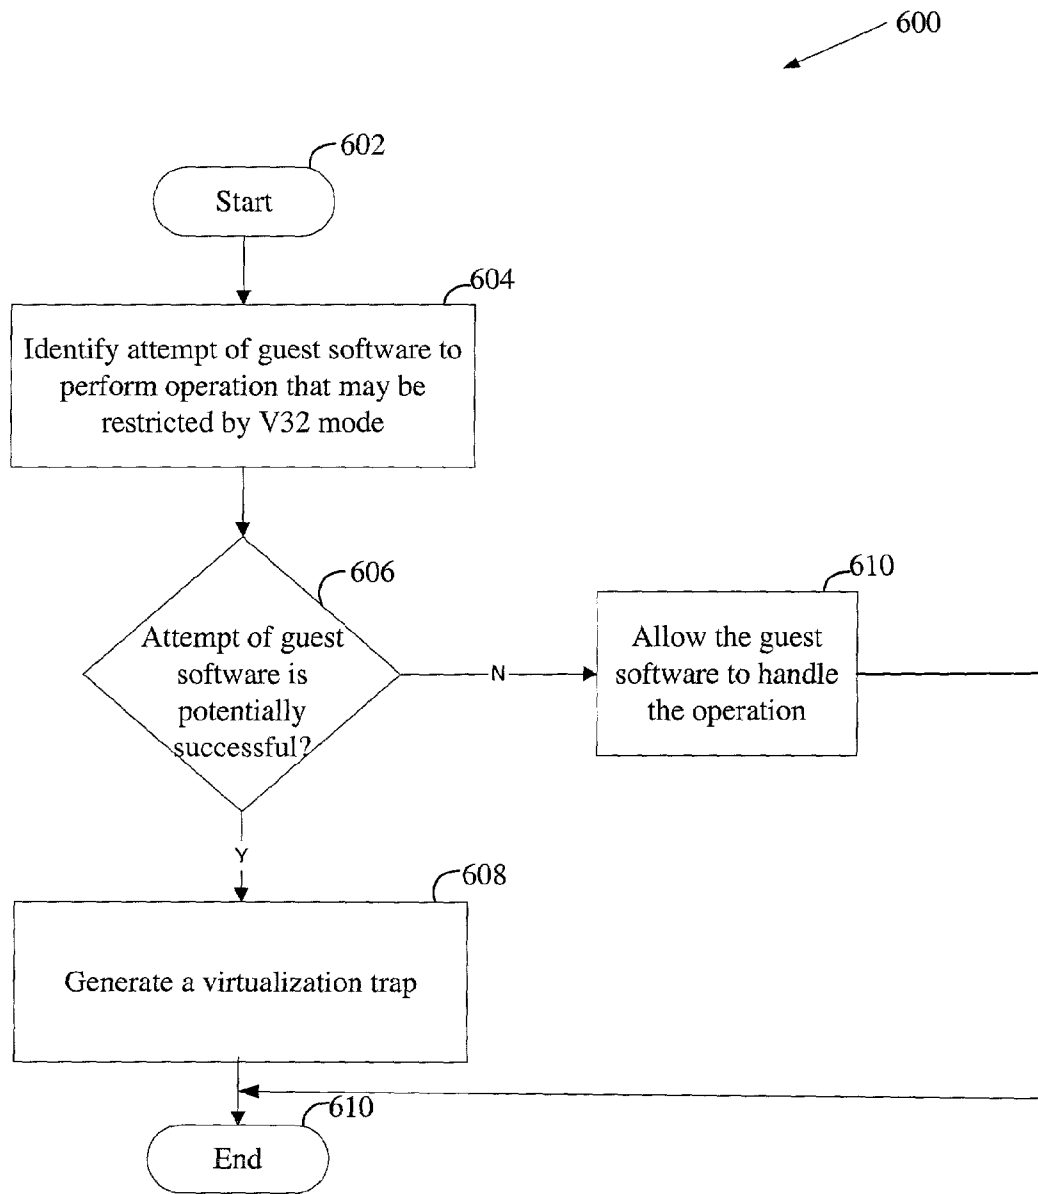 600
602
Start
604
Identify attempt of guest software to
perform operation that may be
restricted by V32 mode
606
Attempt of guest
software is
potentially
successful?
N
610
Allow the guest
software to handle
the operation
Y
608
Generate a virtualization trap
610
End